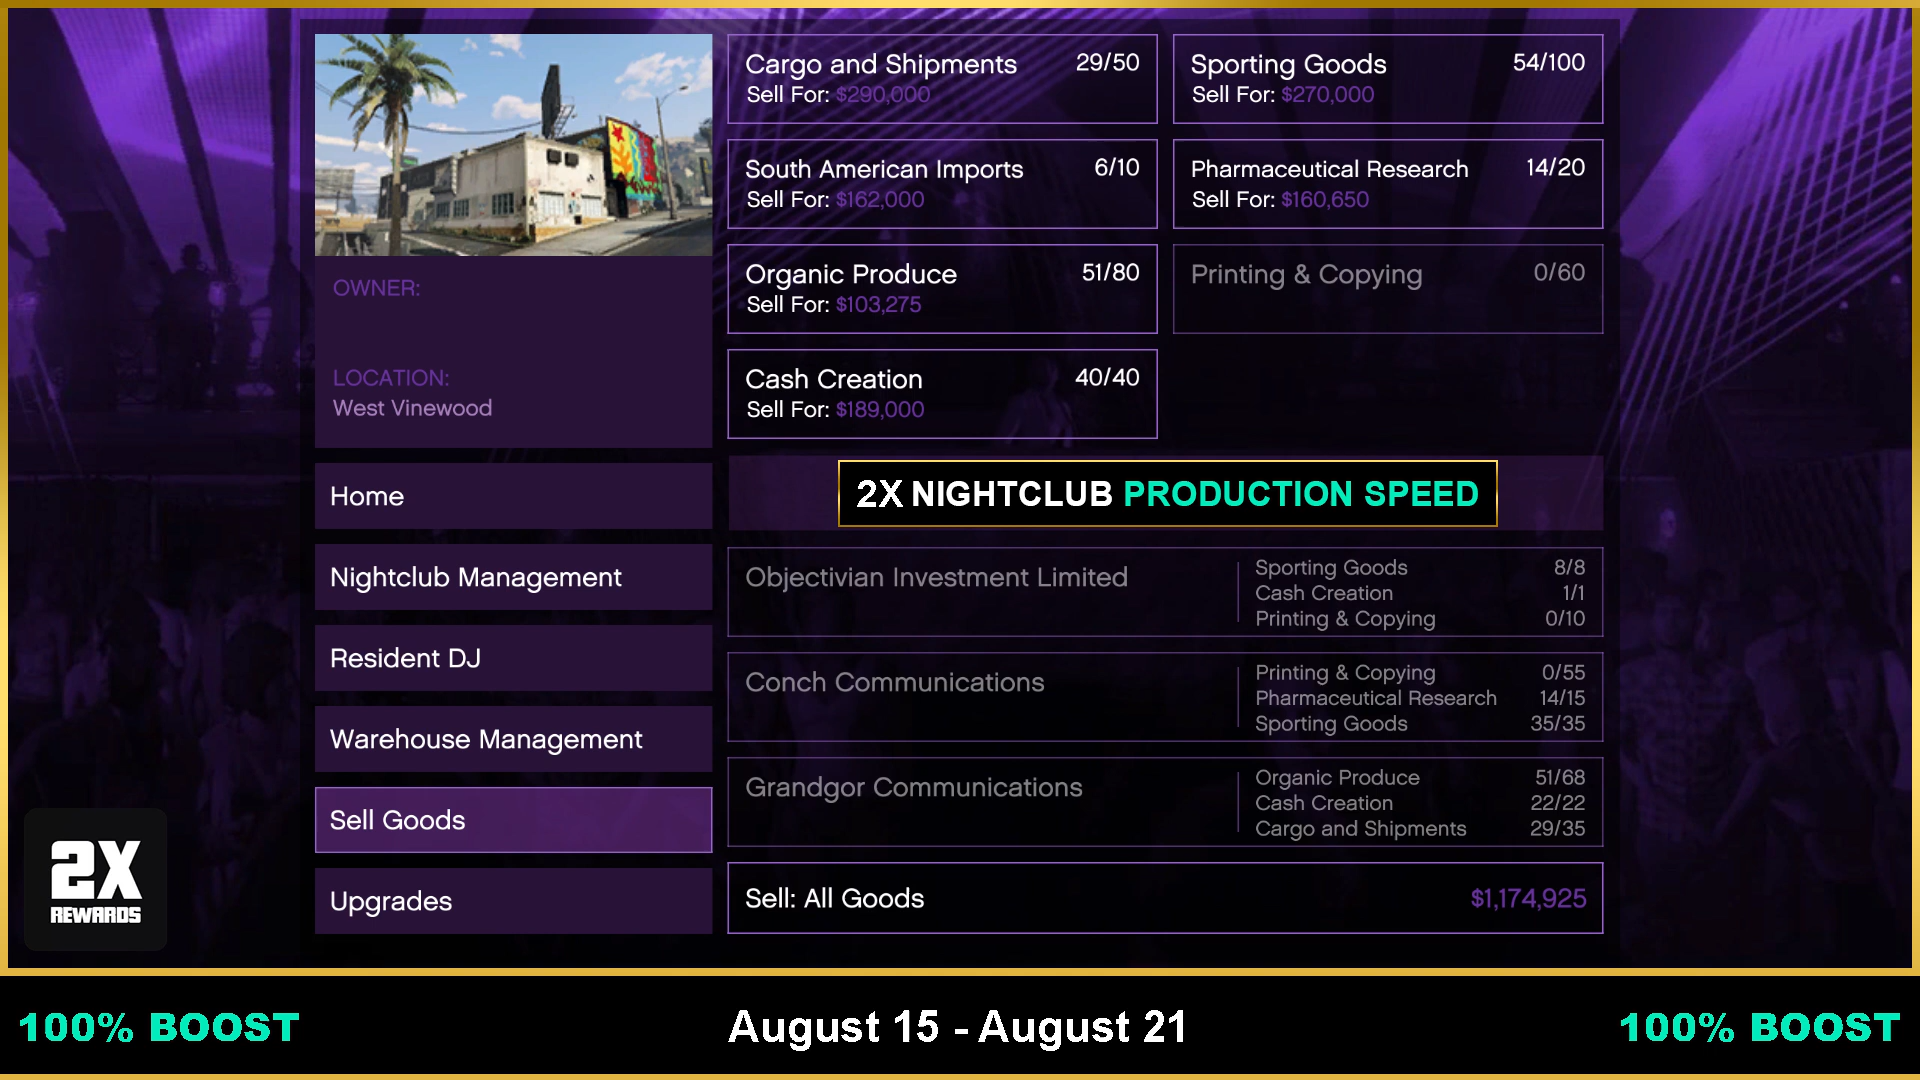 OWNER:
LOCATION:
West Vinewood
Home
Nightclub Management
Resident DJ
Warehouse Management
Sell Goods
Upgrades
Cargo and Shipments 29/50
Sell For: $290,000
Sporting Goods 54/100
Sell For: $270,000
South American Imports 6/10
Sell For: $162,000
Pharmaceutical Research 14/20
Sell For: $160,650
Organic Produce 51/80
Sell For: $103,275
Printing & Copying 0/60
Cash Creation 40/40
Sell For: $189,000
2X NIGHTCLUB PRODUCTION SPEED
Objectivian Investment Limited
Sporting Goods 8/8
Cash Creation 1/1
Printing & Copying 0/10
Conch Communications
Printing & Copying 0/55
Pharmaceutical Research 14/15
Sporting Goods 35/35
Grandgor Communications
Organic Produce 51/68
Cash Creation 22/22
Cargo and Shipments 29/35
Sell: All Goods $1,174,925
2X
REWARDS
100% BOOST
August 15 - August 21
100% BOOST